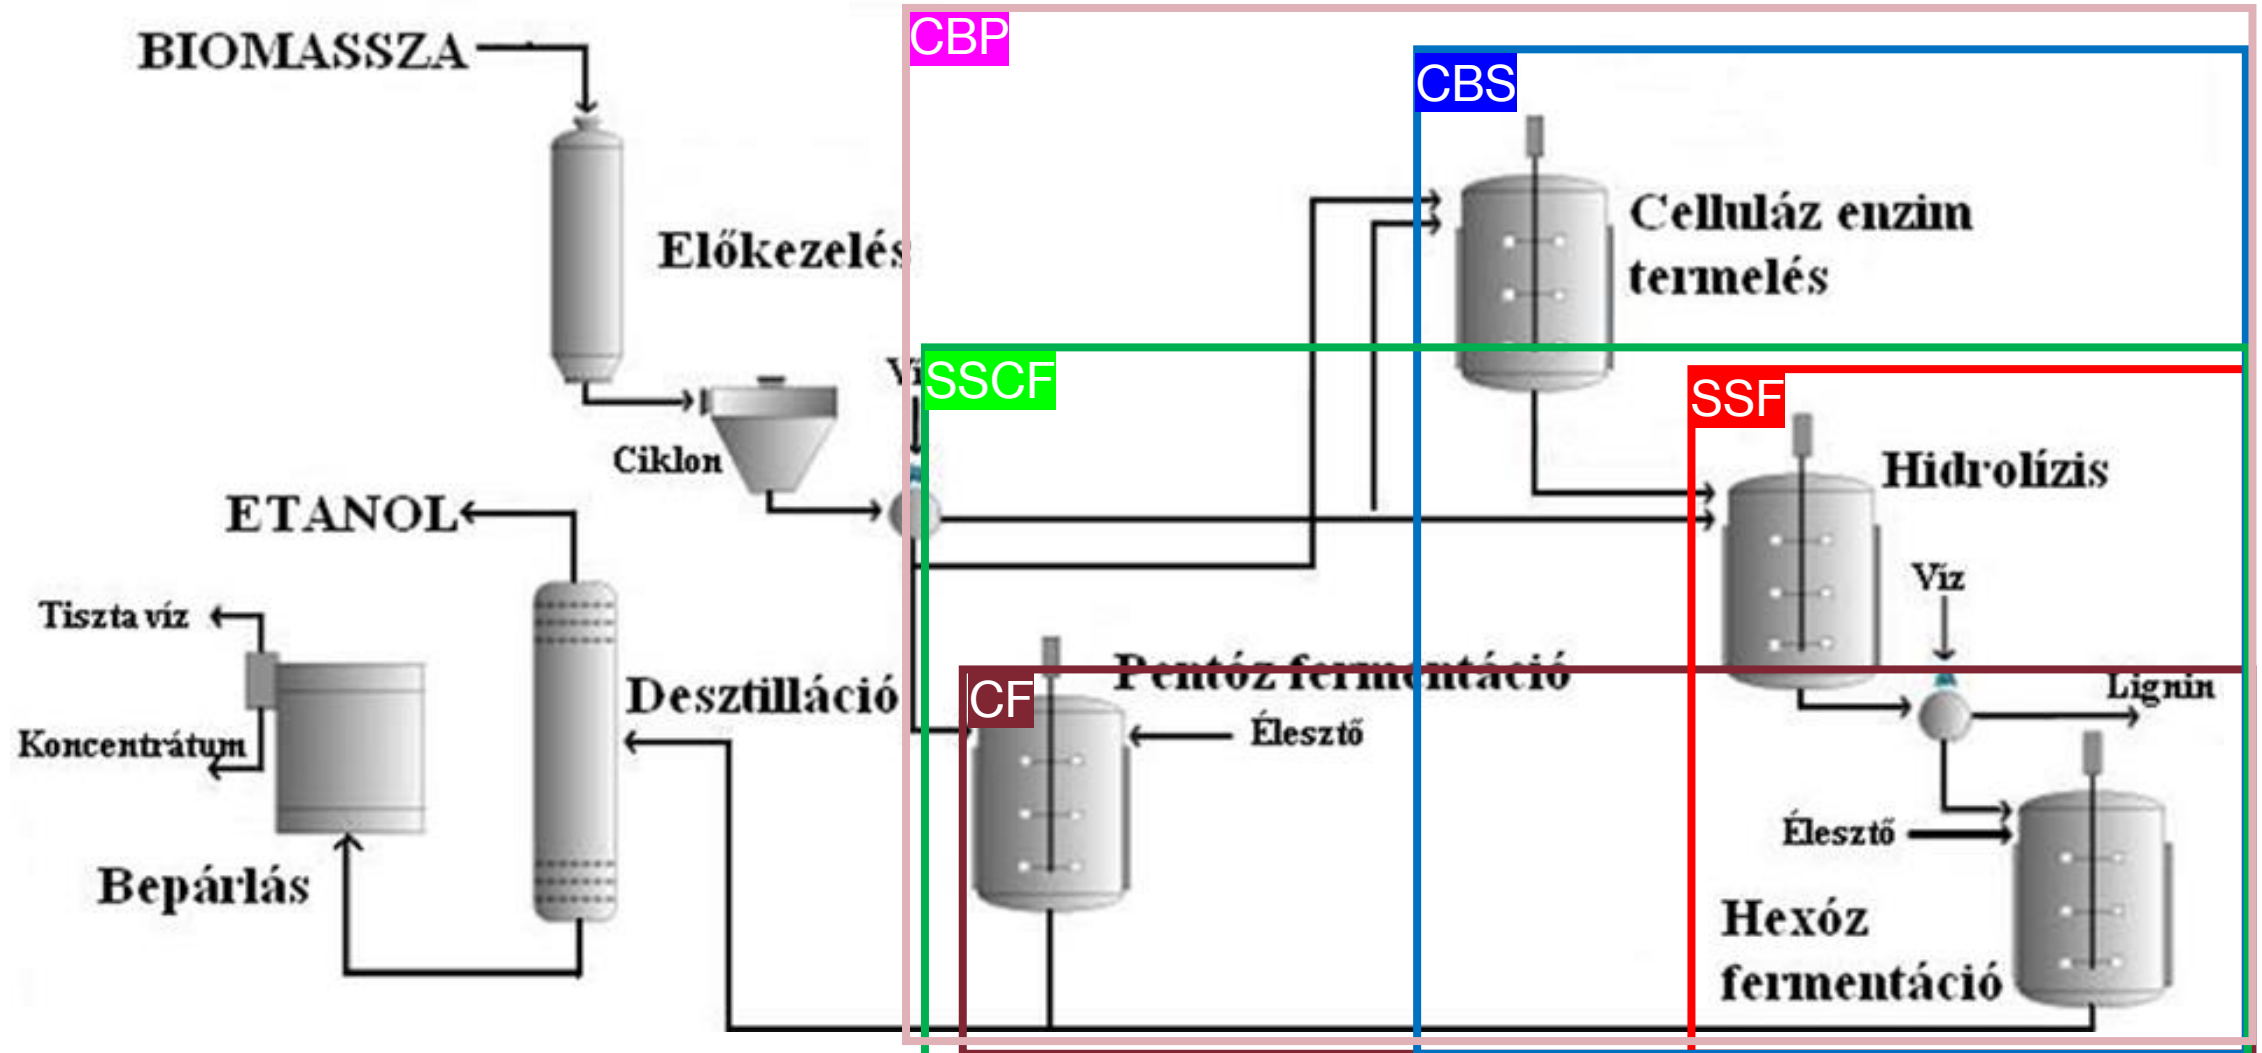 CBP
BIOMASSZA
CBS
Celluláz enzim
termelés
Előkezelés
SSCF
SSF
Ciklon
Hidrolízis
ETANOL
Víz
Tiszta víz
Pentóz fermentáció
Desztilláció
CF
Lignin
Élesztő
Koncentrátum
Élesztő
Bepárlás
Hexóz
fermentáció